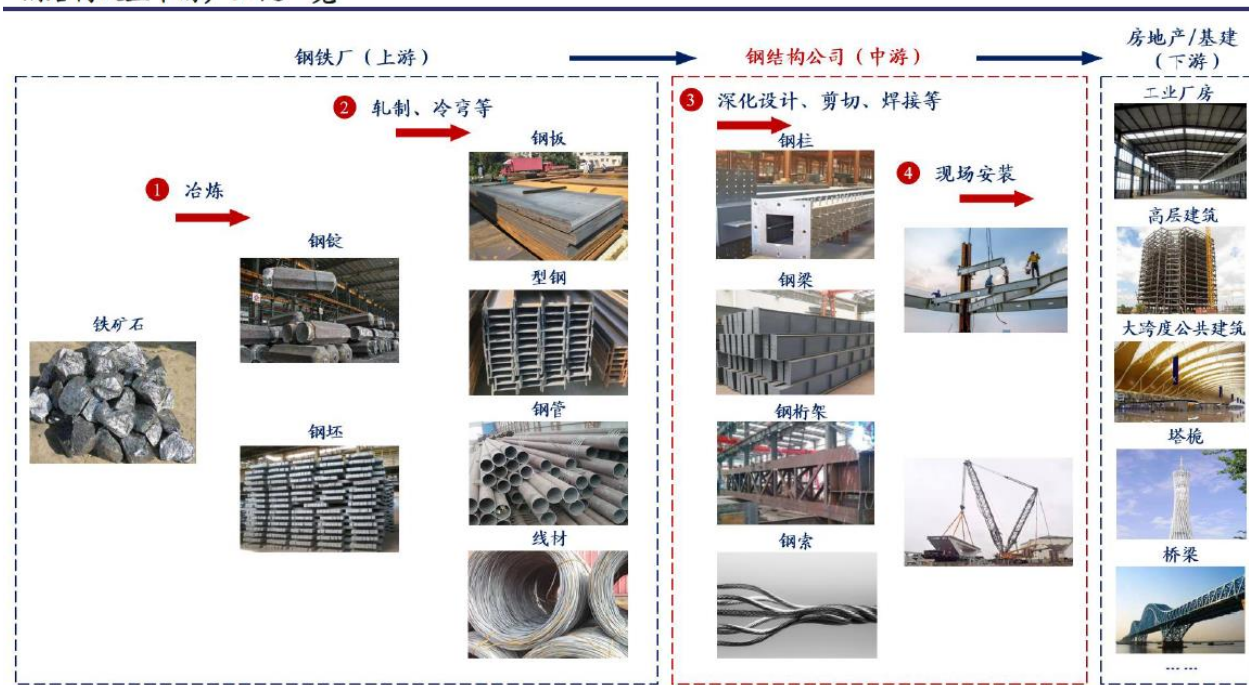 钢铁厂（上游）
钢结构公司（中游）
房地产/基建
（下游）
1 冶炼
2 轧制、冷弯等
3 深化设计、剪切、焊接等
4 现场安装
铁矿石
钢锭
钢坯
钢板
型钢
钢管
线材
钢柱
钢梁
钢桁架
钢索
工业厂房
高层建筑
大跨度公共建筑
塔桅
桥梁
... ...